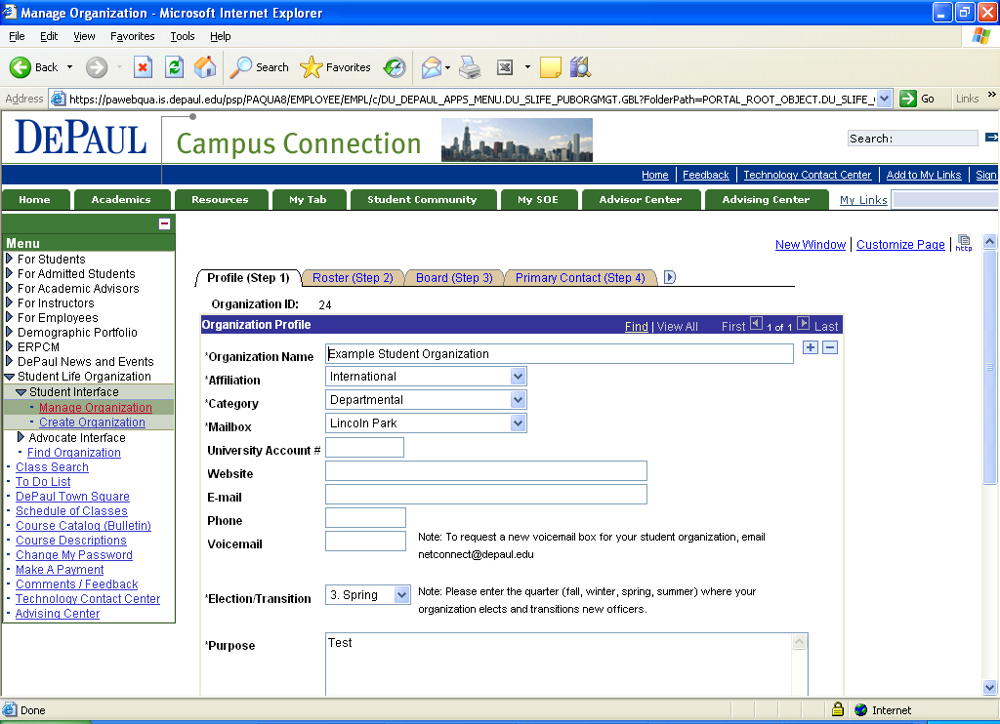 Manage Organization - Microsoft Internet Explorer
File Edit View Favorites Tools Help
Back Search Favorites
Address https://pawebqua.is.depaul.edu/psp/PAQUA8/EMPLOYEE/EMPL/c/DU_DEPAUL_APPS_MENU.DU_SLIFE_PUBORGMGT.GBL?FolderPath=PORTAL_ROOT_OBJECT.DU_SLIFE_ Go Links »
DEPAUL Campus Connection Search:
Home | Feedback | Technology Contact Center | Add to My Links | Sign
Home Academics Resources My Tab Student Community My SOE Advisor Center Advising Center My Links
Menu
For Students
For Admitted Students
For Academic Advisors
For Instructors
For Employees
Demographic Portfolio
ERPCM
DePaul News and Events
Student Life Organization
Student Interface
- Manage Organization
- Create Organization
Advocate Interface
- Find Organization
- Class Search
- To Do List
- DePaul Town Square
- Schedule of Classes
- Course Catalog (Bulletin)
- Course Descriptions
- Change My Password
- Make A Payment
- Comments / Feedback
- Technology Contact Center
- Advising Center
New Window | Customize Page | http
Profile (Step 1) Roster (Step 2) Board (Step 3) Primary Contact (Step 4)
Organization ID: 24
Organization Profile Find | View All First 1 of 1 Last
*Organization Name Example Student Organization
*Affiliation International
*Category Departmental
*Mailbox Lincoln Park
University Account #
Website
E-mail
Phone
Voicemail Note: To request a new voicemail box for your student organization, email
netconnect@depaul.edu
*Election/Transition 3. Spring Note: Please enter the quarter (fall, winter, spring, summer) where your
organization elects and transitions new officers.
*Purpose Test
Done Internet